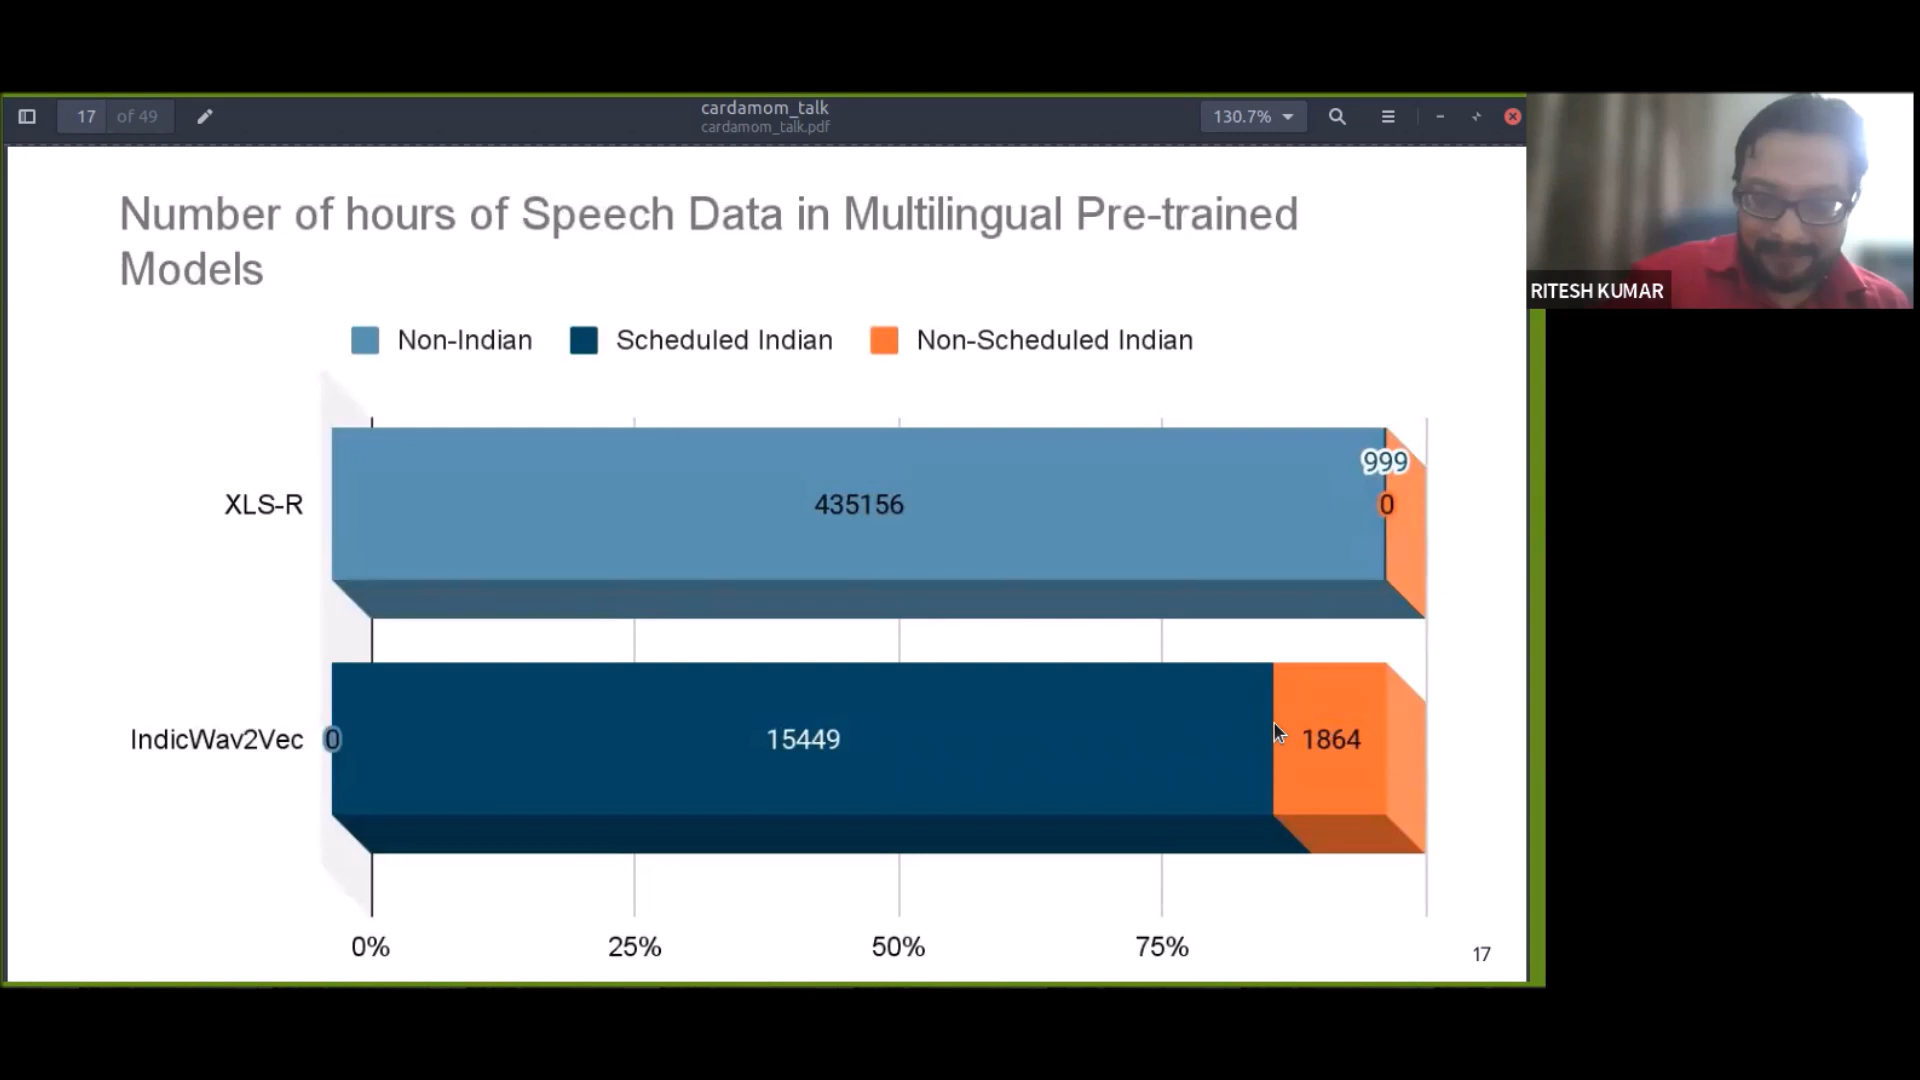 17 of 49
cardamom_talk
cardamom_talk.pdf
130.7%
Number of hours of Speech Data in Multilingual Pre-trained
Models
Non-Indian Scheduled Indian Non-Scheduled Indian
999
XLS-R 435156 0
IndicWav2Vec 0 15449 1864
0% 25% 50% 75%
17
RITESH KUMAR